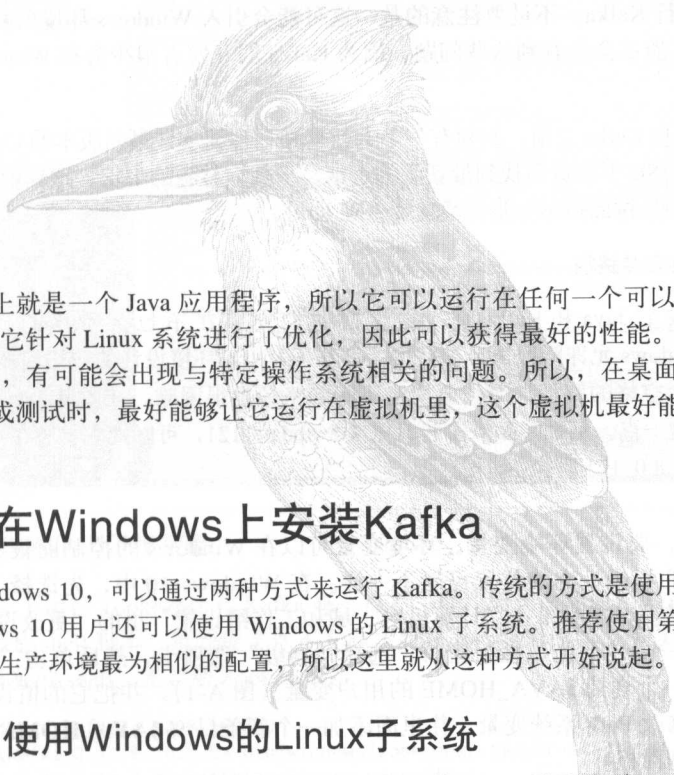 上就是一个 Java 应用程序，所以它可以运行在任何一个可以
它针对 Linux 系统进行了优化，因此可以获得最好的性能。
，有可能会出现与特定操作系统相关的问题。所以，在桌面
或测试时，最好能够让它运行在虚拟机里，这个虚拟机最好能
在Windows上安装Kafka
dows 10，可以通过两种方式来运行 Kafka。传统的方式是使用
ws 10 用户还可以使用 Windows 的 Linux 子系统。推荐使用第
生产环境最为相似的配置，所以这里就从这种方式开始说起。
使用Windows的Linux子系统